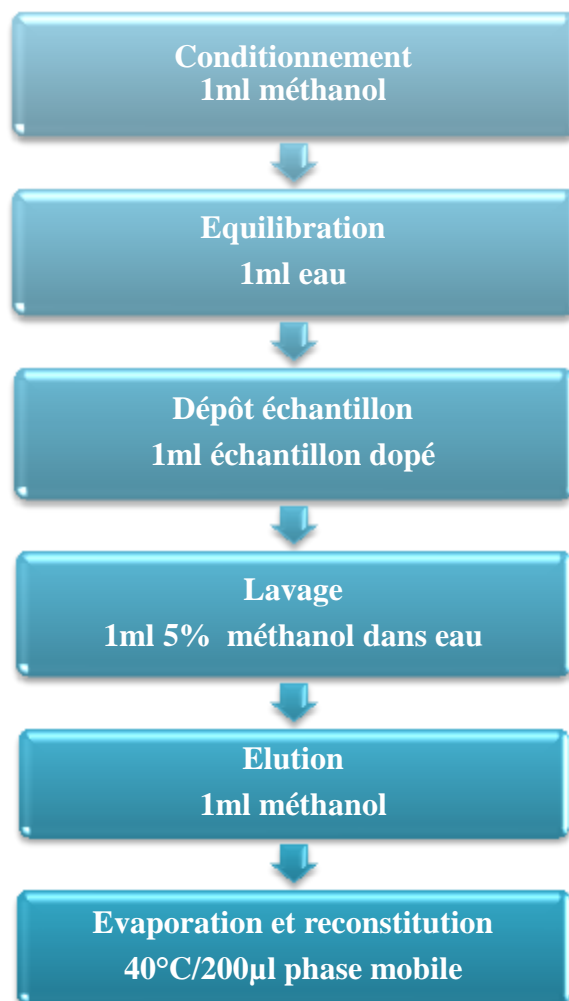 Conditionnement
1ml méthanol
Equilibration
1ml eau
Dépôt échantillon
1ml échantillon dopé
Lavage
1ml 5% méthanol dans eau
Elution
1ml méthanol
Evaporation et reconstitution
40°C/200µl phase mobile